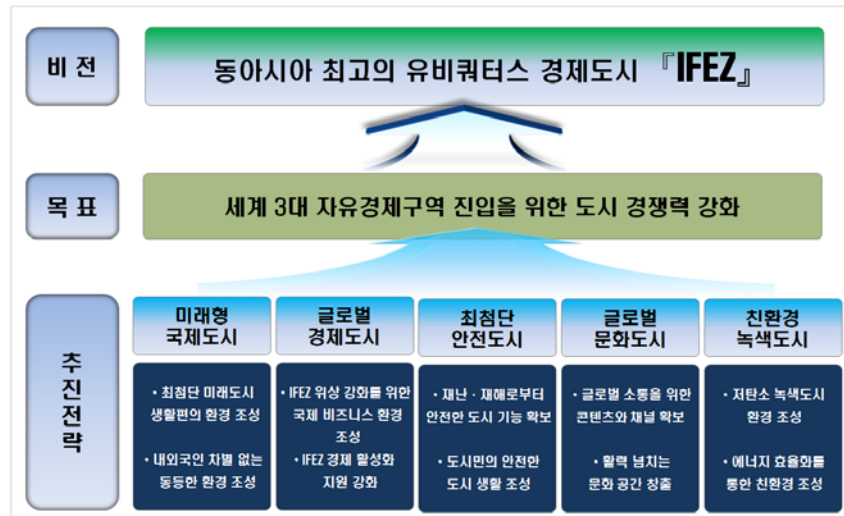 비 전
동아시아 최고의 유비쿼터스 경제도시 『IFEZ』
목 표
세계 3대 자유경제구역 진입을 위한 도시 경쟁력 강화
추
진
전
략
미래형
국제도시
• 최첨단 미래도시
생활편의 환경 조성
• 내외국인 차별 없는
동등한 환경 조성
글로벌
경제도시
• IFEZ 위상 강화를 위한
국제 비즈니스 환경
조성
• IFEZ 경제 활성화
지원 강화
최첨단
안전도시
• 재난 · 재해로부터
안전한 도시 기능 확보
• 도시민의 안전한
도시 생활 조성
글로벌
문화도시
• 글로벌 소통을 위한
콘텐츠와 채널 확보
• 활력 넘치는
문화 공간 창출
친환경
녹색도시
• 저탄소 녹색도시
환경 조성
• 에너지 효율화를
통한 친환경 조성